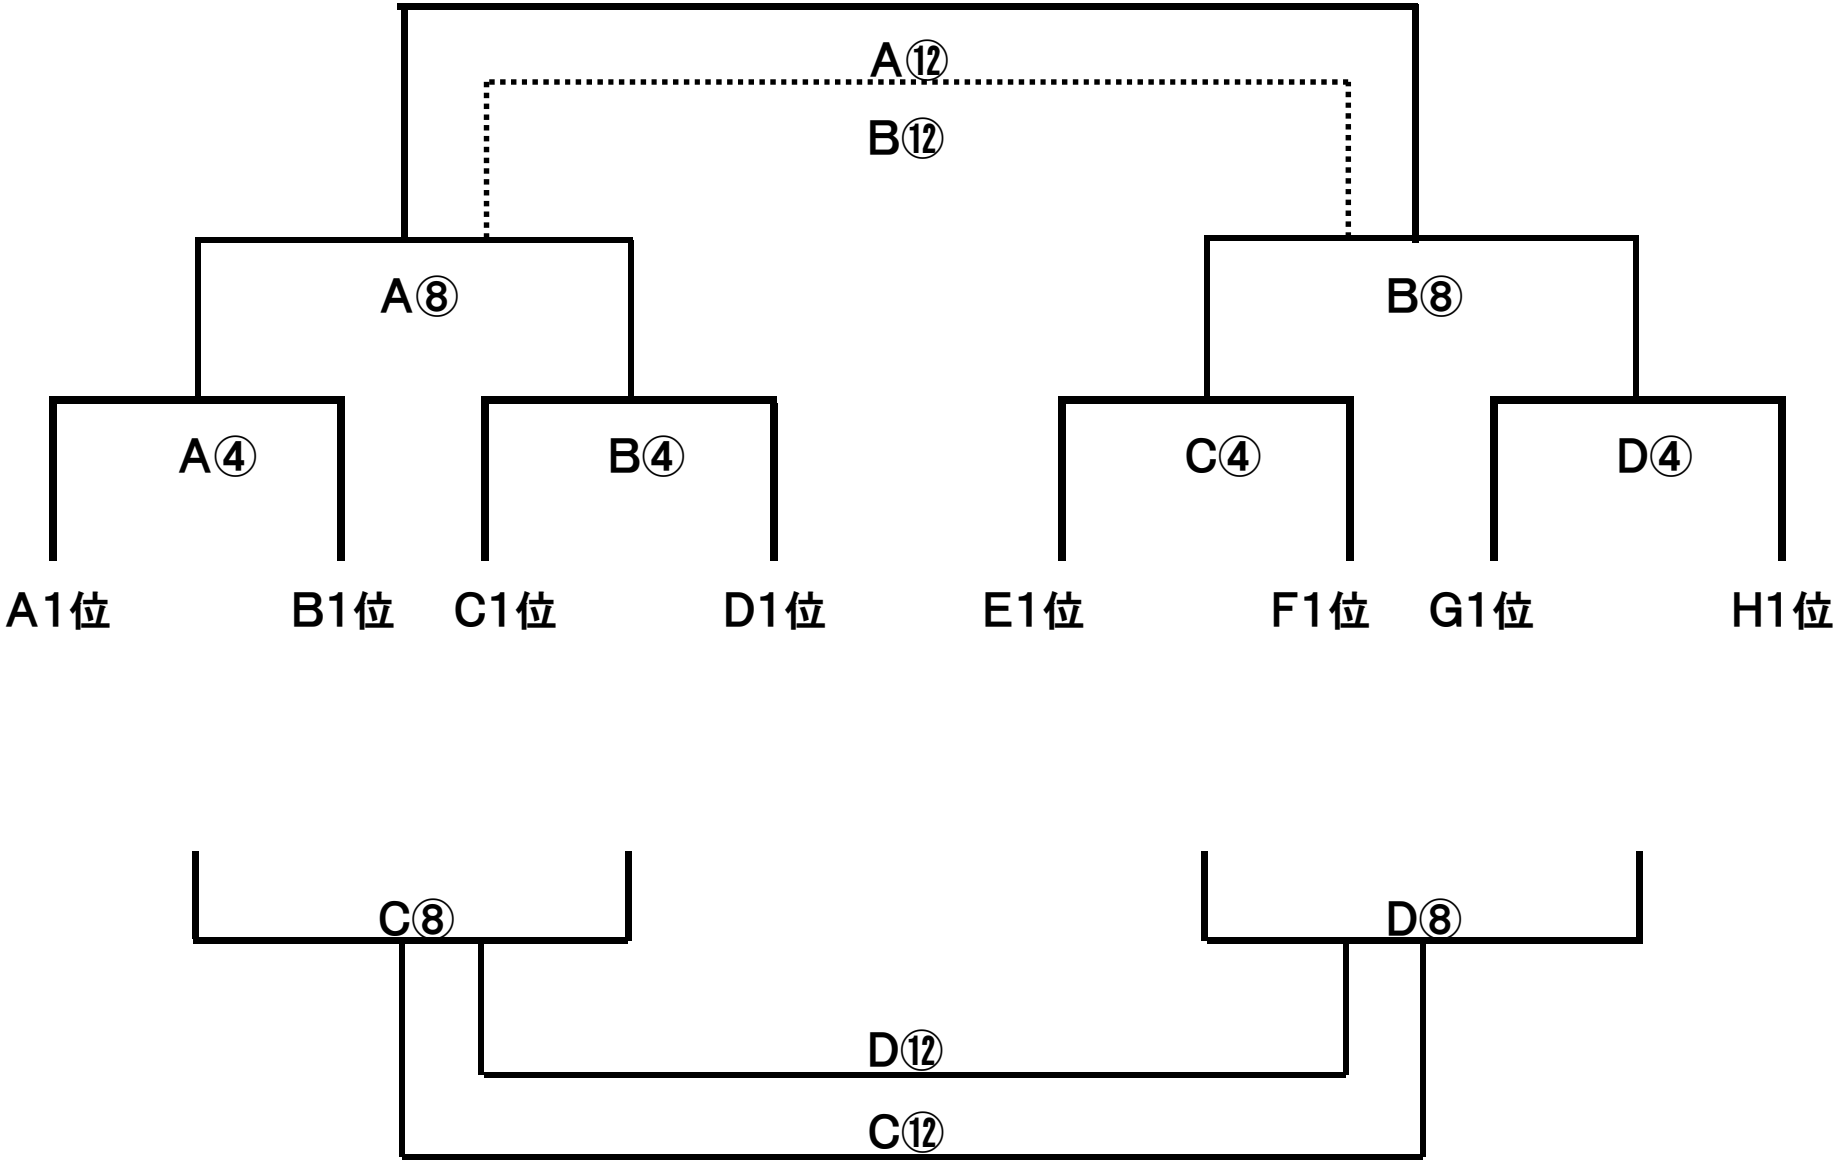 A⑫
B⑫
A⑧ B⑧
A④ B④ C④ D④
A1位 B1位 C1位 D1位 E1位 F1位 G1位 H1位
C⑧ D⑧
D⑫
C⑫